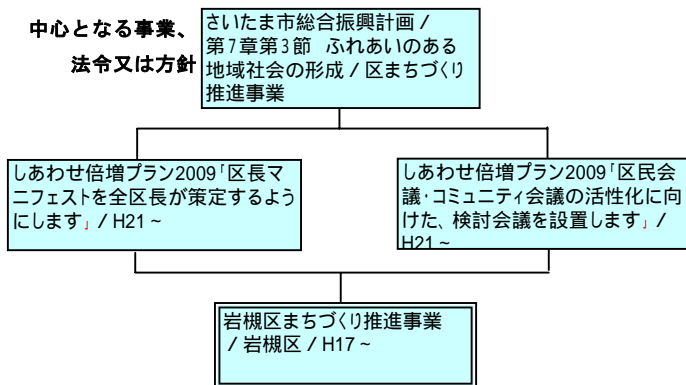 中心となる事業、
法令又は方針
さいたま市総合振興計画 /
第7章第3節 ふれあいのある
地域社会の形成 / 区まちづくり
推進事業
しあわせ倍増プラン2009「区長マ
ニフェストを全区長が策定するよう
にします」 / H21 ~
しあわせ倍増プラン2009「区民会
議・コミュニティ会議の活性化に向
けた、検討会議を設置します」 /
H21 ~
岩槻区まちづくり推進事業
/ 岩槻区 / H17 ~